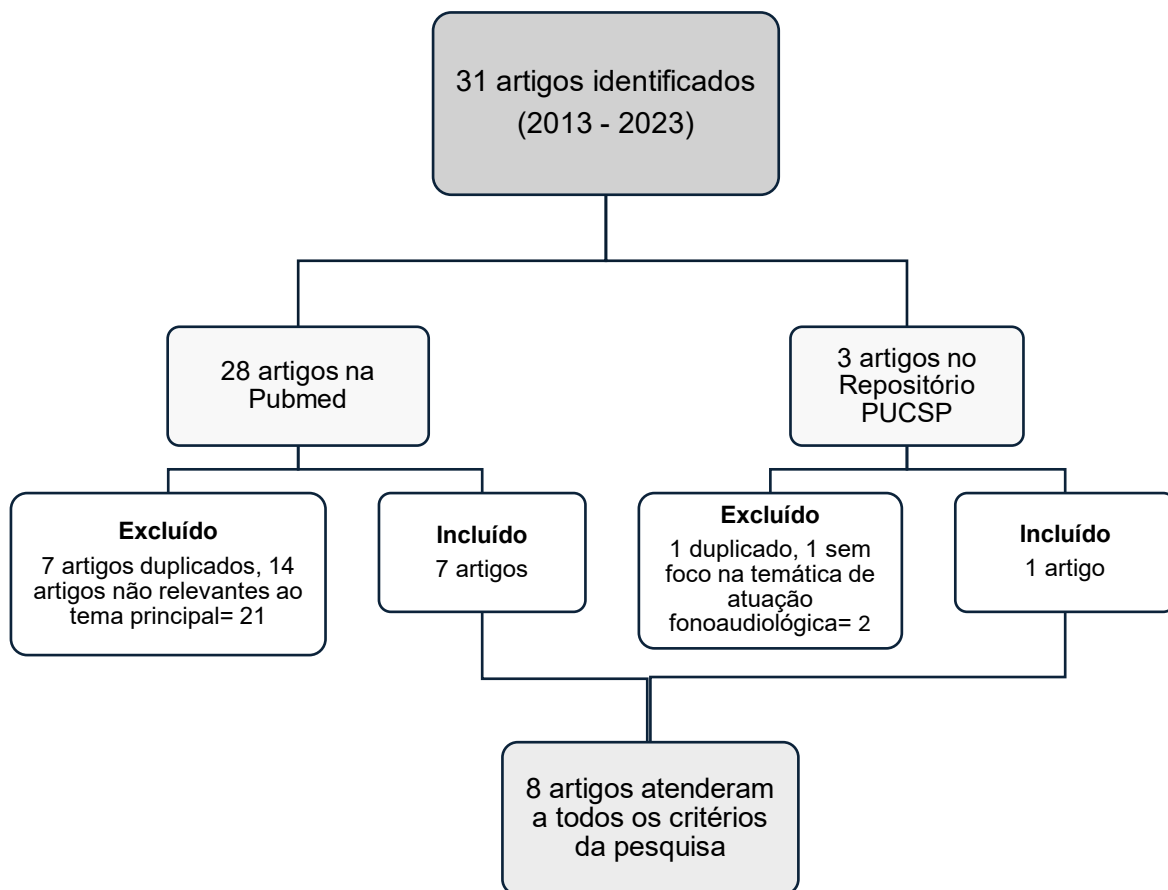 31 artigos identificados
(2013 - 2023)
28 artigos na
Pubmed
3 artigos no
Repositório
PUCSP
Excluído
7 artigos duplicados, 14
artigos não relevantes ao
tema principal= 21
Incluído
7 artigos
Excluído
1 duplicado, 1 sem
foco na temática de
atuação
fonoaudiológica= 2
Incluído
1 artigo
8 artigos atenderam
a todos os critérios
da pesquisa